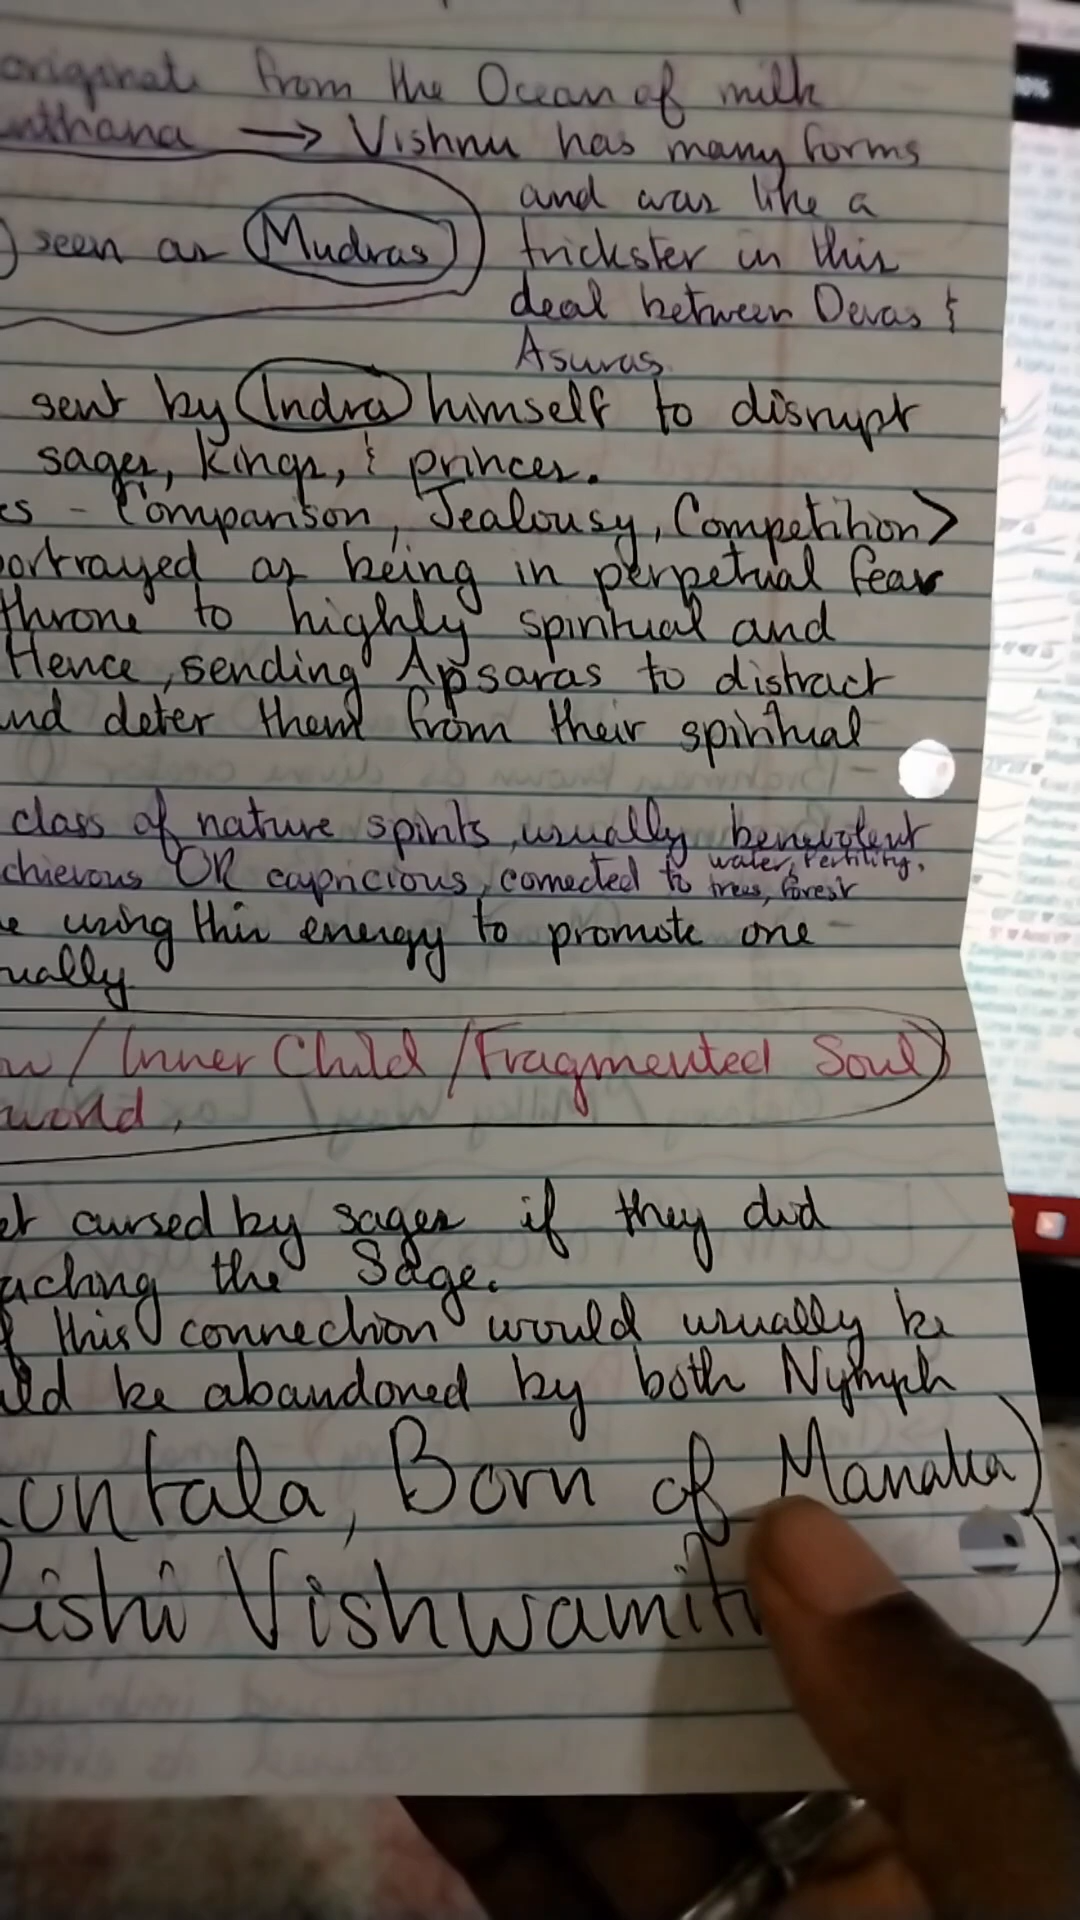 originate from the Ocean of milk
nthana → Vishnu has many forms
and was like a
) seen as Mudras trickster in this
deal between Devas &
Asuras.
sent by Indra himself to disrupt
sages, Kings, & princes.
es - Comparison, Jealousy, Competition>
ortrayed as being in perpetual fear
throne to highly spiritual and
Hence, sending Apsaras to distract
nd deter them from their spiritual
class of nature spirits, usually benevolent
chievous OR capricious, connected to water, fertility,
trees, forest
e using this energy to promote one
ually
w/Inner Child/Fragmented Soul)
world,
et cursed by sages if they did
aching the Sage.
f this connection would usually be
ld be abandoned by both Nymph
untala, Born of Manaka)
Rishi Vishwamit )